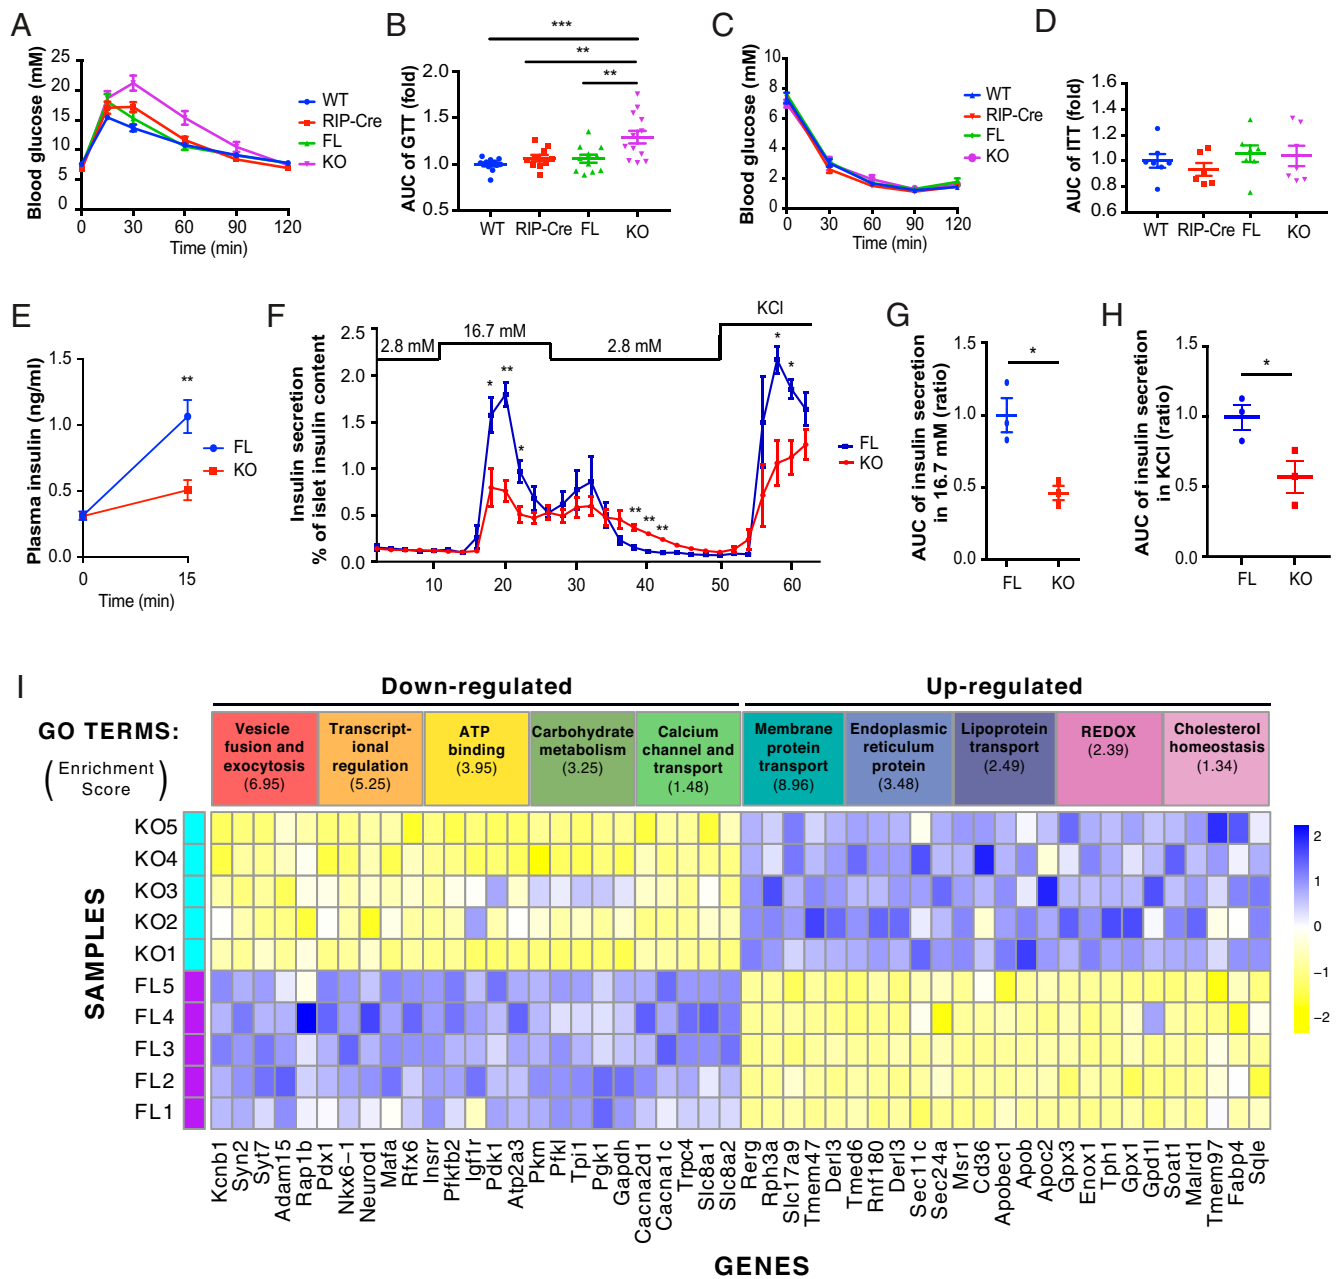 A
Blood glucose (mM)
25
20
15
10
5
0
0
30
60
90
120
Time (min)
WT
RIP-Cre
FL
KO
B
AUC of GTT (fold)
2.0
1.5
1.0
0.5
***
**
**
WT
RIP-Cre
FL
KO
C
Blood glucose (mM)
10
8
6
4
2
0
0
30
60
90
120
Time (min)
WT
RIP-Cre
FL
KO
D
AUC of ITT (fold)
1.6
1.4
1.2
1.0
0.8
0.6
WT
RIP-Cre
FL
KO
E
Plasma insulin (ng/ml)
1.5
1.0
0.5
0.0
**
0
15
Time (min)
FL
KO
F
Insulin secretion
% of islet insulin content
2.5
2.0
1.5
1.0
0.5
0.0
2.8 mM
16.7 mM
2.8 mM
KCl
*
**
*
**
**
**
*
*
10
20
30
40
50
60
FL
KO
G
AUC of insulin secretion
in 16.7 mM (ratio)
1.5
1.0
0.5
0.0
*
FL
KO
H
AUC of insulin secretion
in KCl (ratio)
1.5
1.0
0.5
0.0
*
FL
KO
I
Down-regulated
Up-regulated
GO TERMS:
(Enrichment
Score)
Vesicle
fusion and
exocytosis
(6.95)
Transcript-
ional
regulation
(5.25)
ATP
binding
(3.95)
Carbohydrate
metabolism
(3.25)
Calcium
channel and
transport
(1.48)
Membrane
protein
transport
(8.96)
Endoplasmic
reticulum
protein
(3.48)
Lipoprotein
transport
(2.49)
REDOX
(2.39)
Cholesterol
homeostasis
(1.34)
SAMPLES
KO5
KO4
KO3
KO2
KO1
FL5
FL4
FL3
FL2
FL1
2
1
0
−1
−2
Kcnb1
Syn2
Syt7
Adam15
Rap1b
Pdx1
Nkx6−1
Neurod1
Mafa
Rfx6
Insrr
Pfkfb2
Igf1r
Pdk1
Atp2a3
Pkm
Pfkl
Tpi1
Pgk1
Gapdh
Cacna2d1
Cacna1c
Trpc4
Slc8a1
Slc8a2
Rerg
Rph3a
Slc17a9
Tmem47
Derl3
Tmed6
Rnf180
Derl3
Sec11c
Sec24a
Msr1
Cd36
Apobec1
Apob
Apoc2
Gpx3
Enox1
Tph1
Gpx1
Gpd1l
Soat1
Malrd1
Tmem97
Fabp4
Sqle
GENES